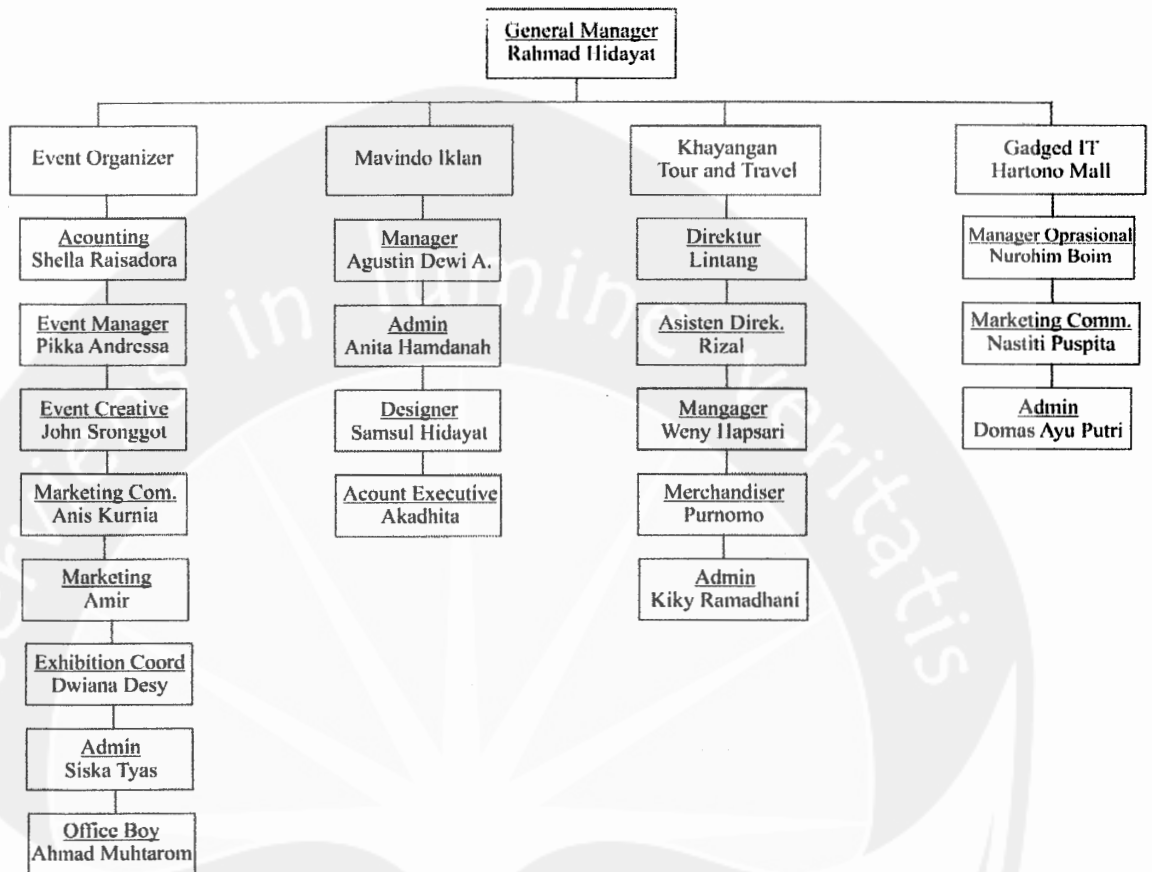 General Manager
Rahmad Hidayat
Event Organizer
Acounting
Shella Raisadora
Event Manager
Pikka Andressa
Event Creative
John Sronggot
Marketing Com.
Anis Kurnia
Marketing
Amir
Exhibition Coord
Dwiana Desy
Admin
Siska Tyas
Office Boy
Ahmad Muhtarom
Mavindo Iklan
Manager
Agustin Dewi A.
Admin
Anita Hamdanah
Designer
Samsul Hidayat
Acount Executive
Akadhita
Khayangan
Tour and Travel
Direktur
Lintang
Asisten Direk.
Rizal
Mangager
Weny Hapsari
Merchandiser
Purnomo
Admin
Kiky Ramadhani
Gadged IT
Hartono Mall
Manager Oprasional
Nurohim Boim
Marketing Comm.
Nastiti Puspita
Admin
Domas Ayu Putri
serviens in lumine veritatis